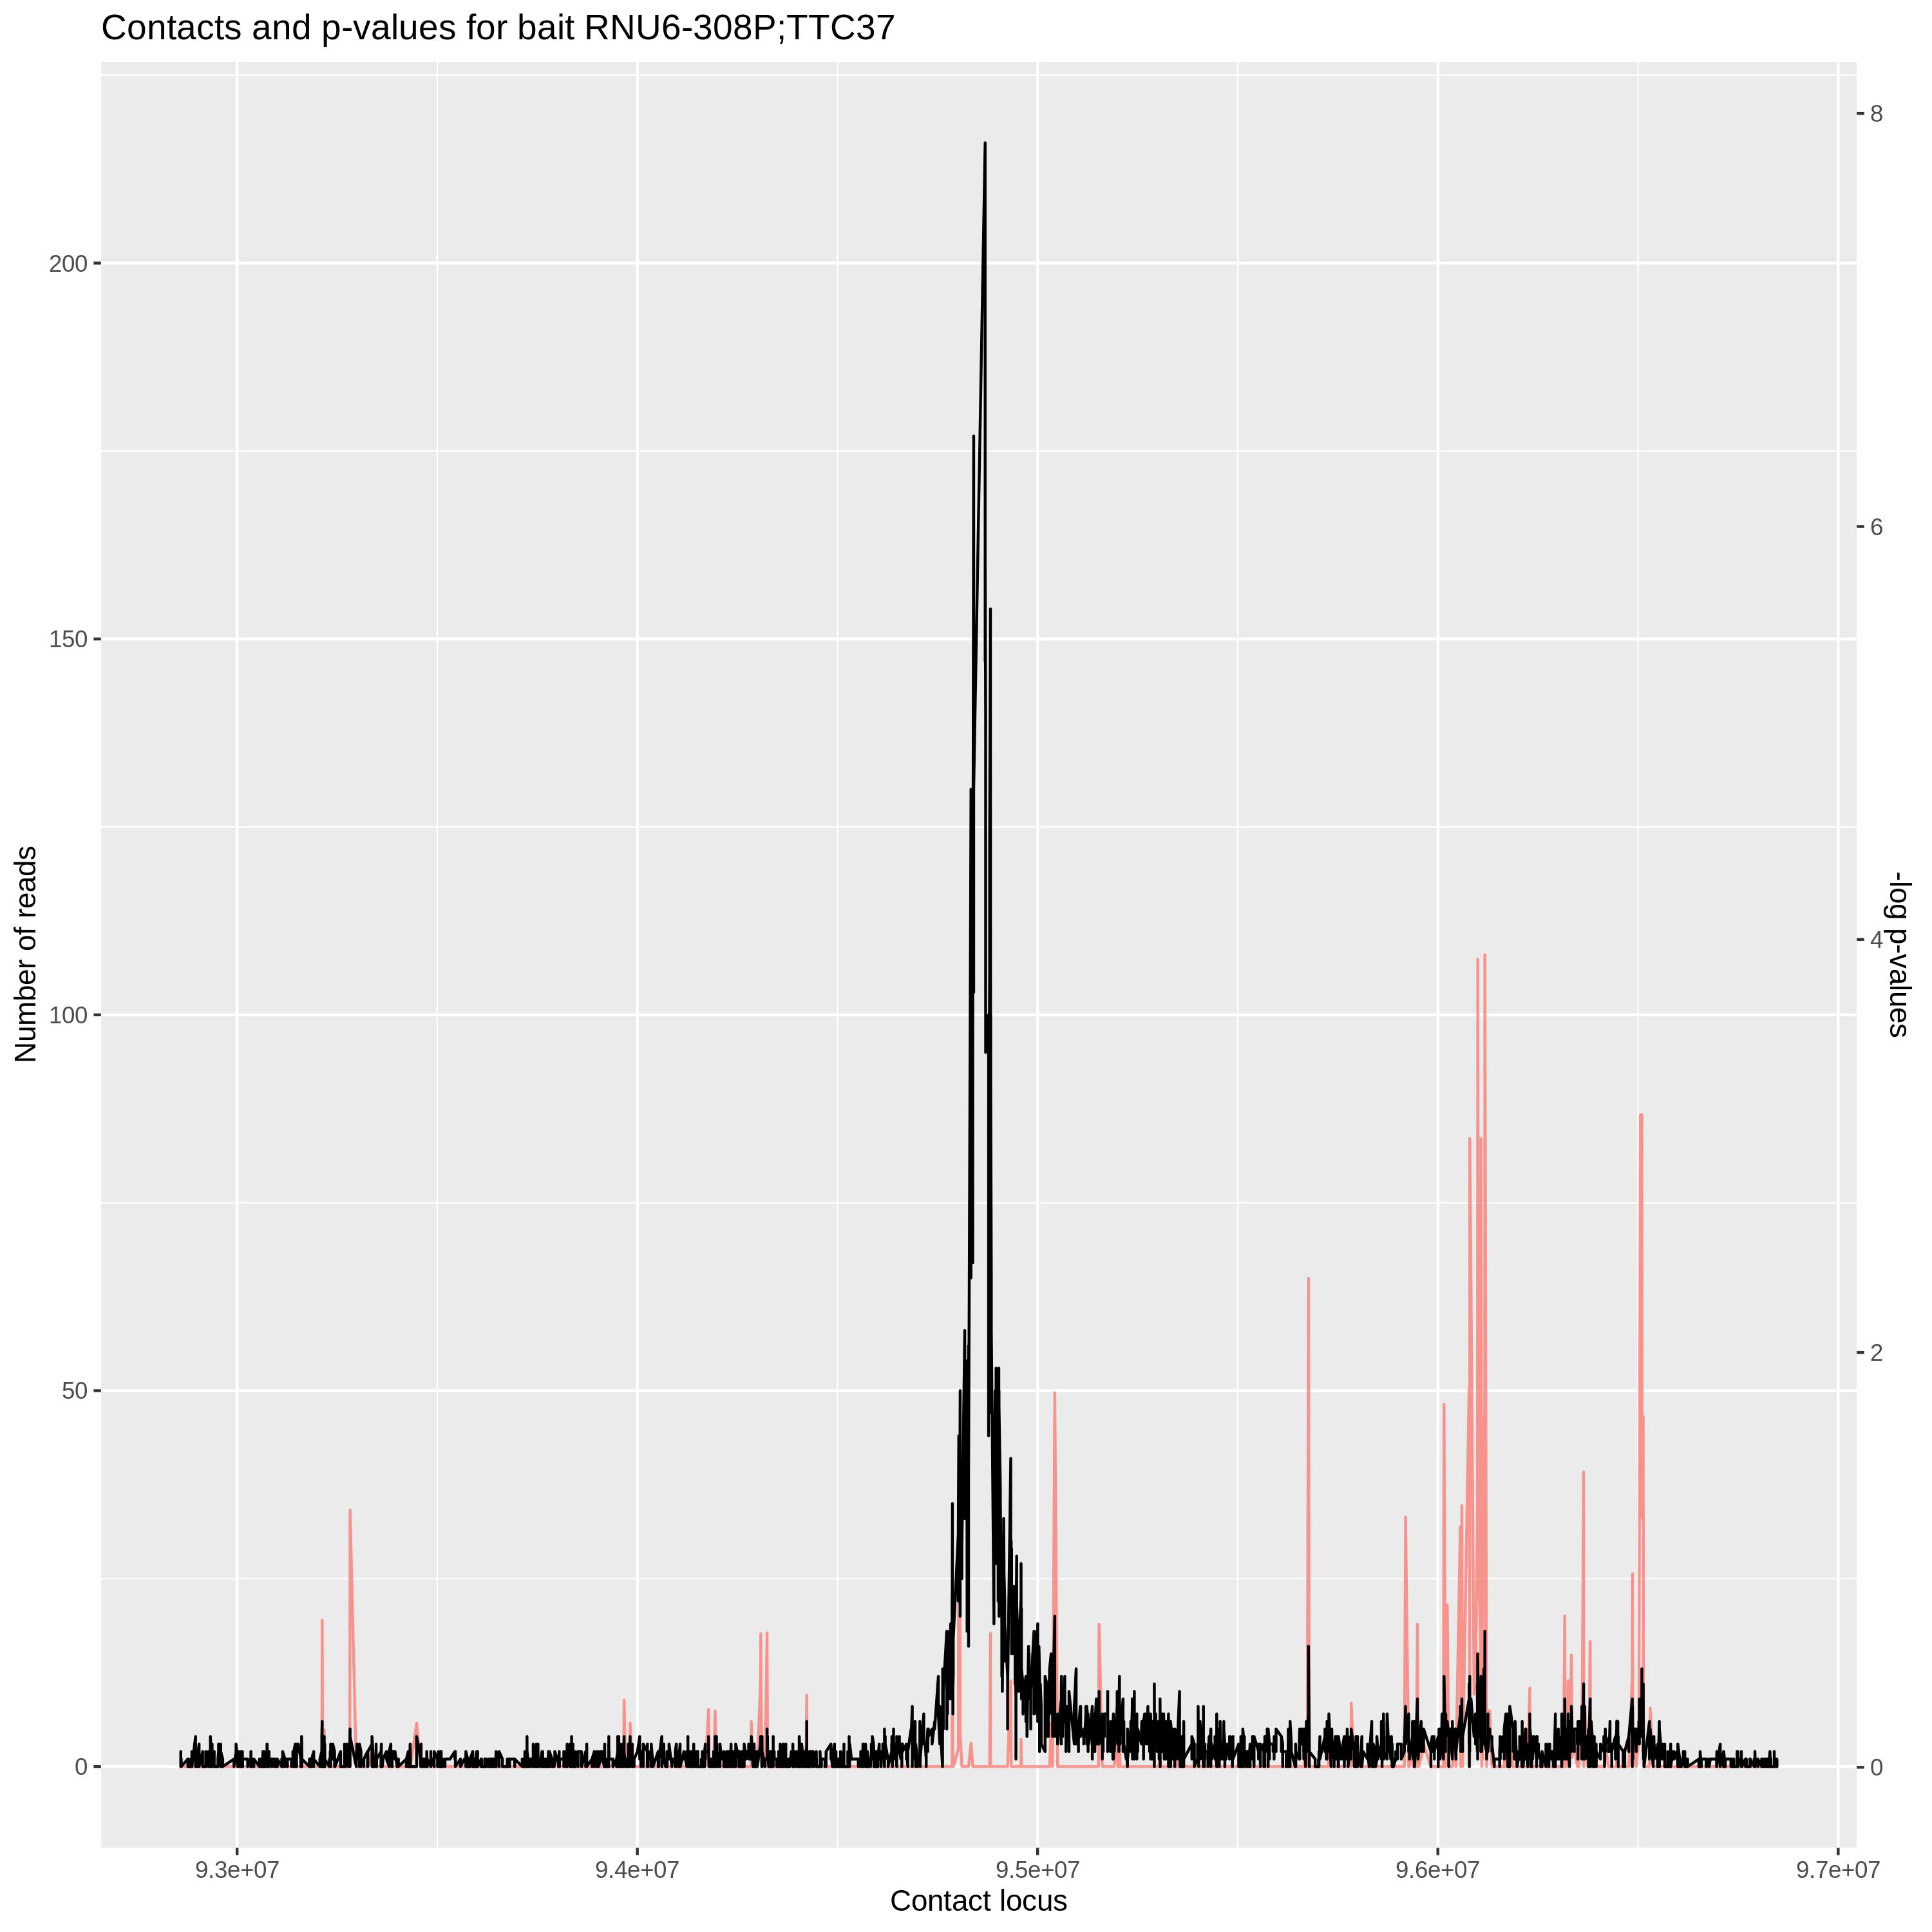 Contacts and p-values for bait RNU6-308P;TTC37
Number of reads
200
150
100
50
0
8
6
4
2
0
-log p-values
9.3e+07
9.4e+07
9.5e+07
9.6e+07
9.7e+07
Contact locus